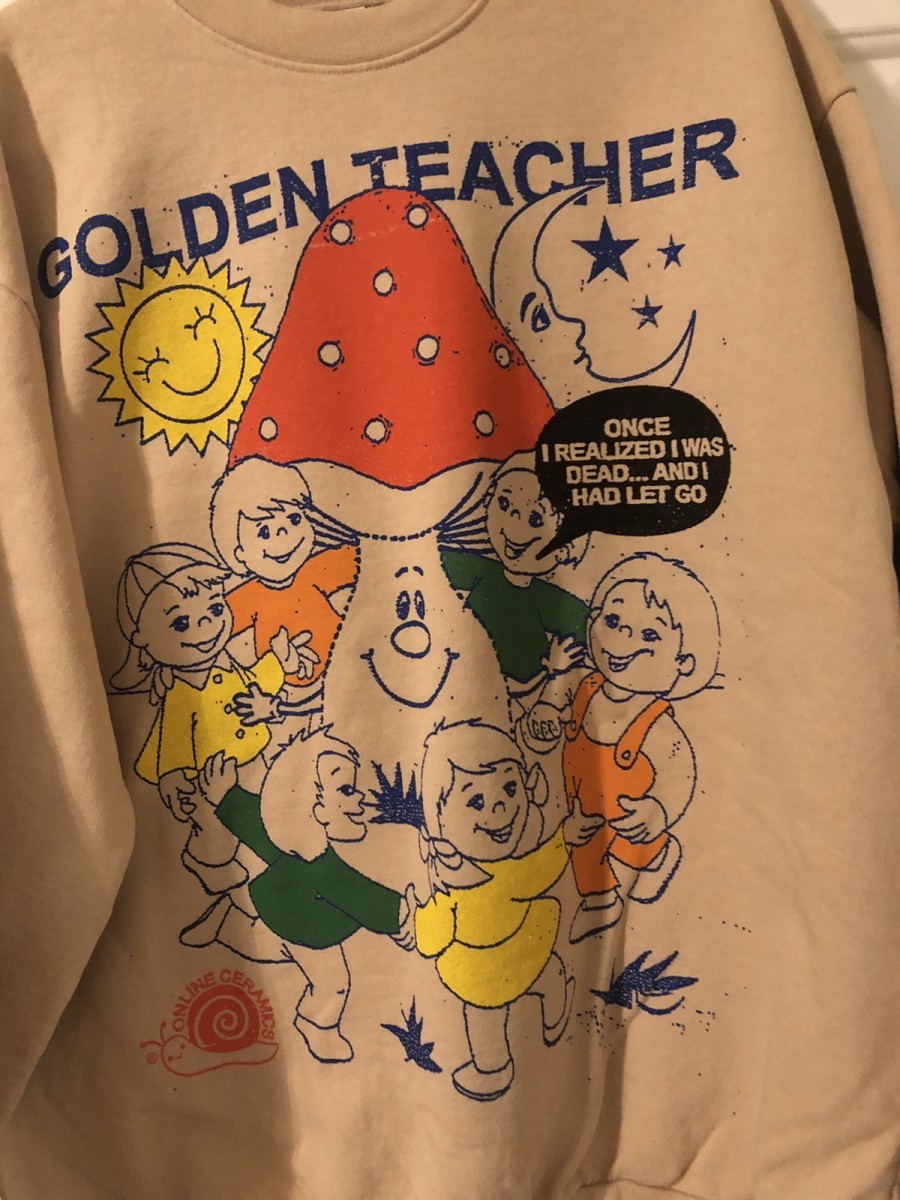 GOLDEN TEACHER
ONCE
I REALIZED I WAS
DEAD... AND I
HAD LET GO
© ONLINE CERAMICS